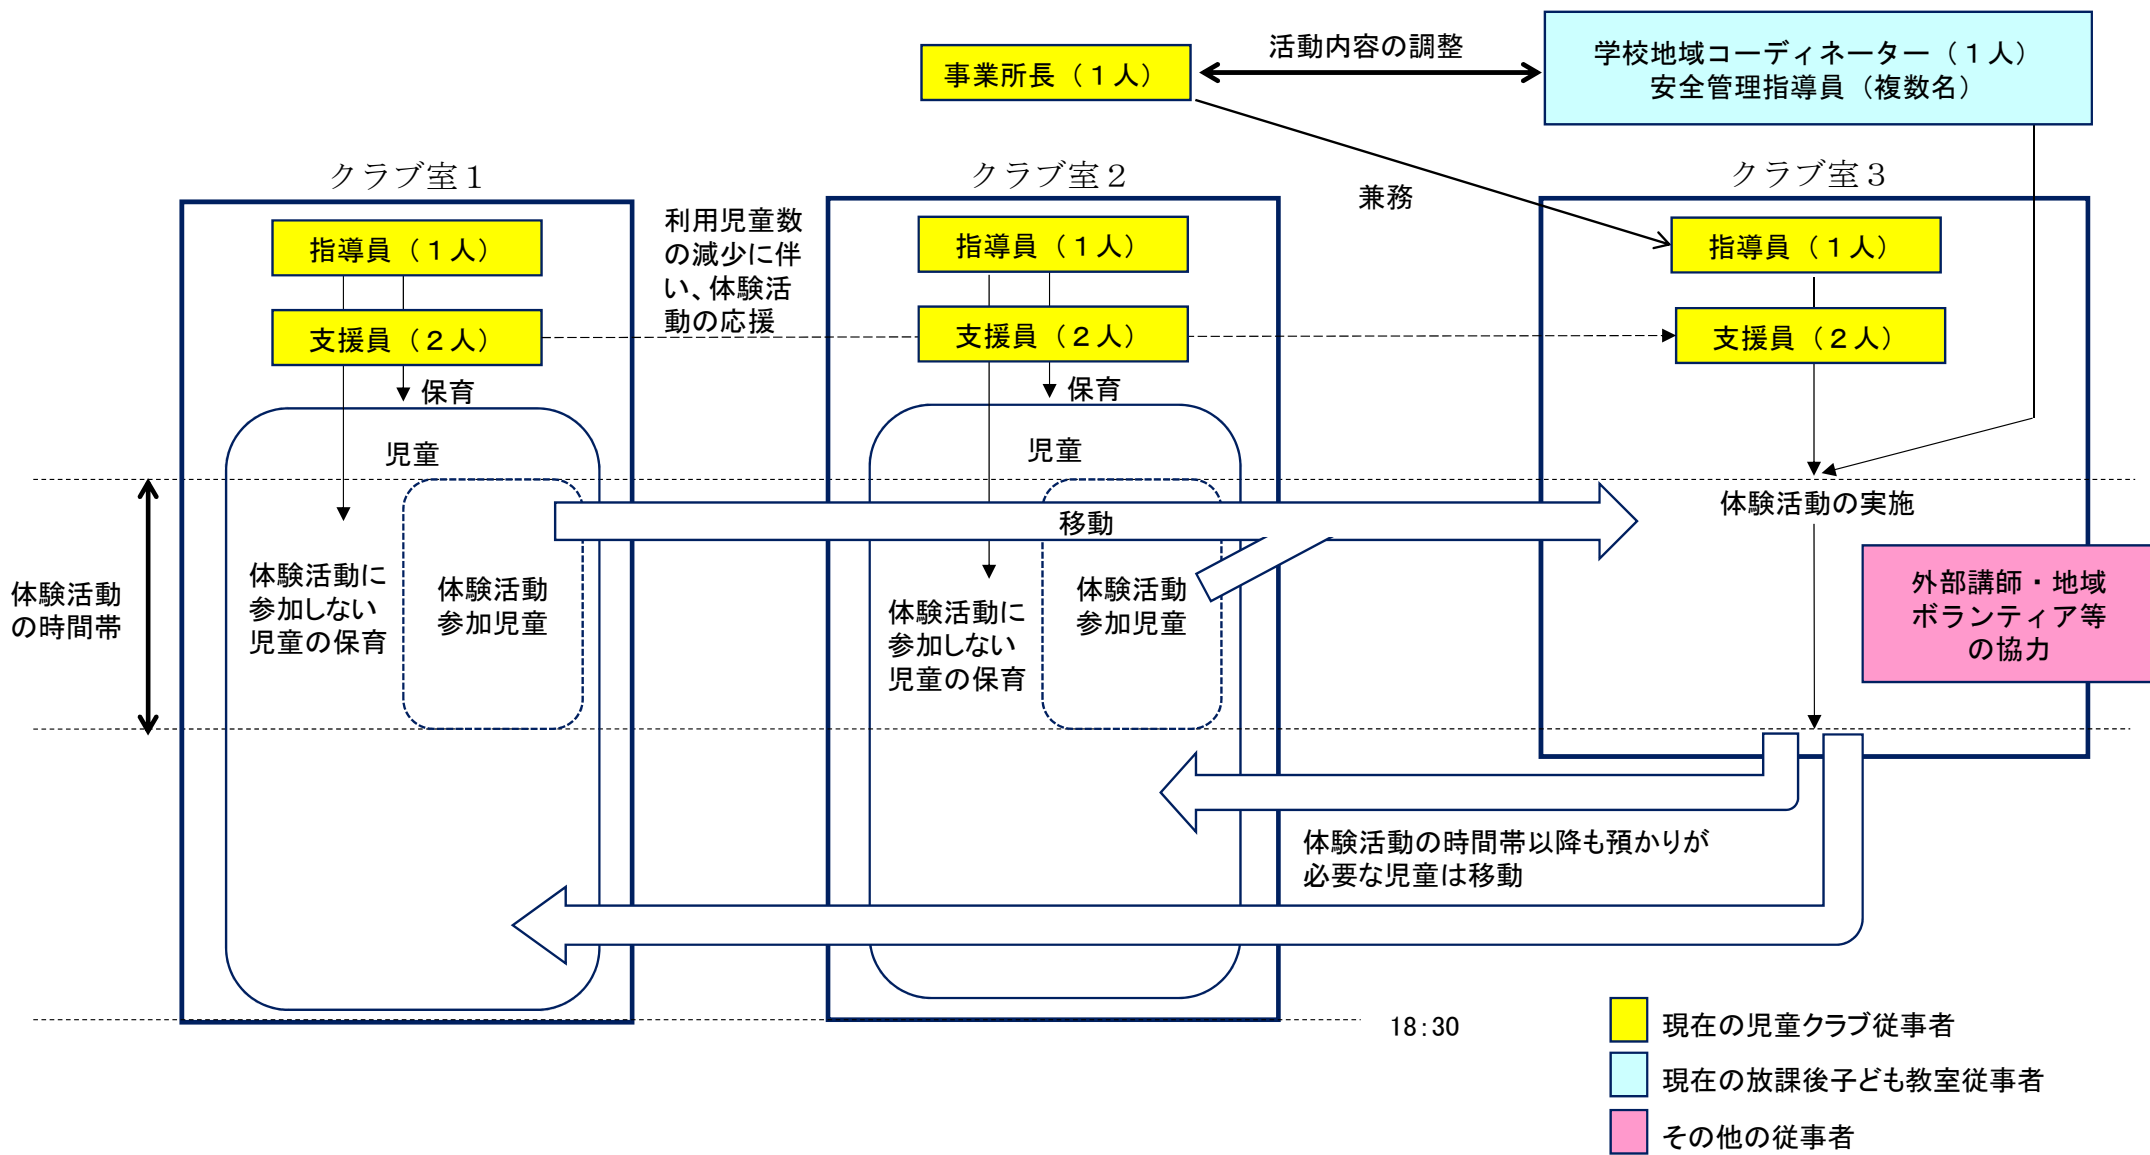 事業所長（１人）
活動内容の調整
学校地域コーディネーター（１人）
安全管理指導員（複数名）
クラブ室１
クラブ室２
クラブ室３
兼務
指導員（１人）
支援員（２人）
保育
児童
利用児童数
の減少に伴
い、体験活
動の応援
指導員（１人）
支援員（２人）
保育
児童
指導員（１人）
支援員（２人）
体験活動
の時間帯
体験活動に
参加しない
児童の保育
体験活動
参加児童
移動
体験活動に
参加しない
児童の保育
体験活動
参加児童
体験活動の実施
外部講師・地域
ボランティア等
の協力
体験活動の時間帯以降も預かりが
必要な児童は移動
18:30
現在の児童クラブ従事者
現在の放課後子ども教室従事者
その他の従事者